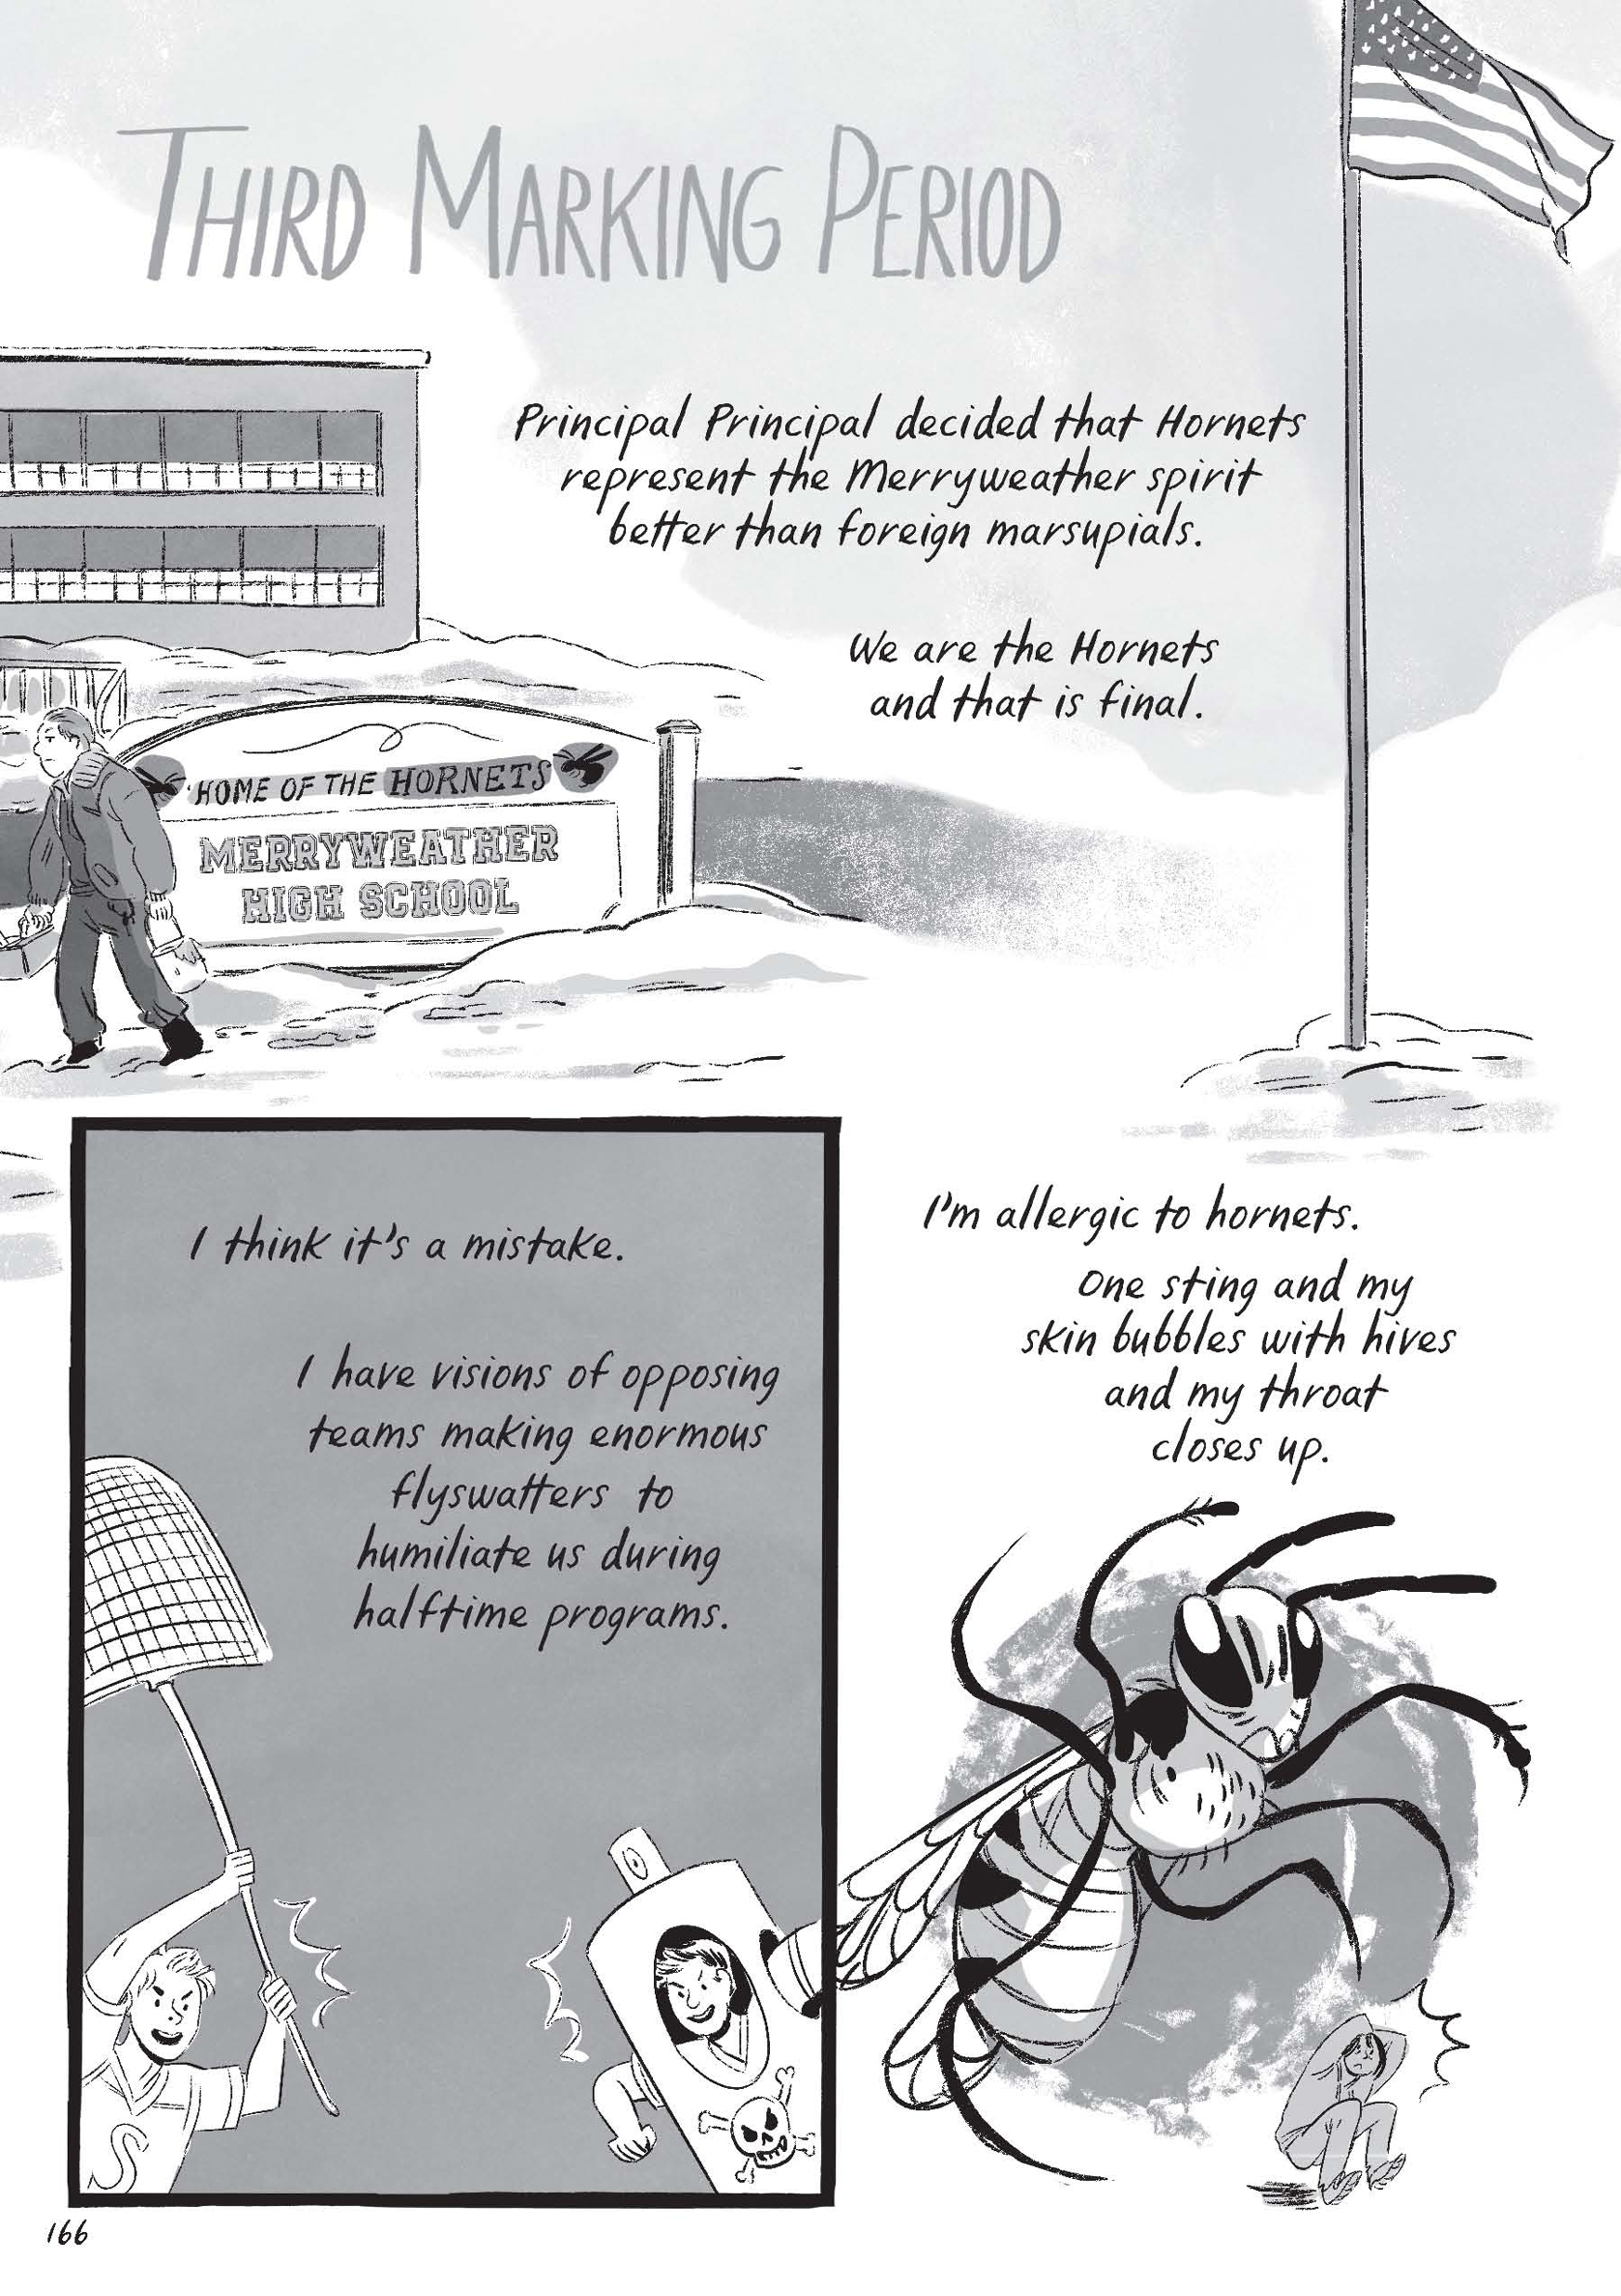 THIRD MARKING PERIOD
Principal Principal decided that Hornets
represent the Merryweather spirit
better than foreign marsupials.
We are the Hornets
and that is final.
HOME OF THE HORNETS
MERRYWEATHER
HIGH SCHOOL
I think it's a mistake.
I have visions of opposing
teams making enormous
flyswatters to
humiliate us during
halftime programs.
I'm allergic to hornets.
One sting and my
skin bubbles with hives
and my throat
closes up.
S
166